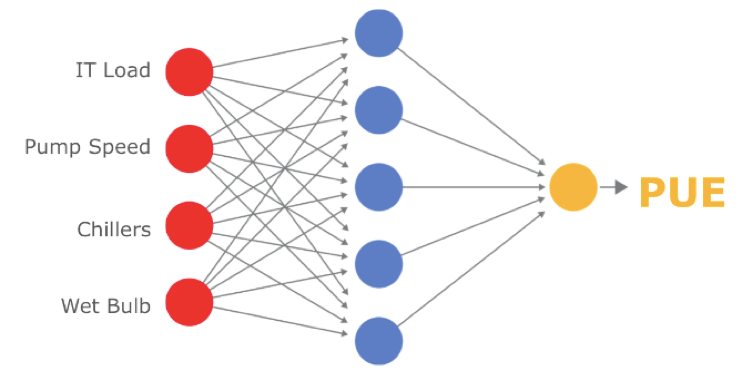 IT Load
Pump Speed
Chillers
Wet Bulb
PUE